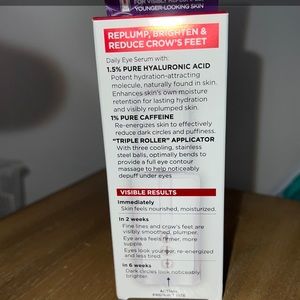 FOR VISIBLY REPLUMPED,
YOUNGER-LOOKING SKIN
REPLUMP, BRIGHTEN &
REDUCE CROW'S FEET
Daily Eye Serum with:
1.5% PURE HYALURONIC ACID
Potent hydration-attracting
molecule, naturally found in skin.
Enhances skin's own moisture
retention for lasting hydration
and visibly replumped skin.
1% PURE CAFFEINE
Re-energizes skin to effectively
reduce dark circles and puffiness.
"TRIPLE ROLLER" APPLICATOR
With three cooling, stainless
steel balls, optimally bends to
provide a full eye contour
massage to help noticeably
depuff under eyes
VISIBLE RESULTS
Immediately
Skin feels nourished, moisturized.
In 2 weeks
Fine lines and crow's feet are
visibly smoothed, plumper.
Eye area feels firmer, more
supple.
Eyes look younger, re-energized
and less tired.
In 6 weeks
Dark circles look noticeably
brighter.